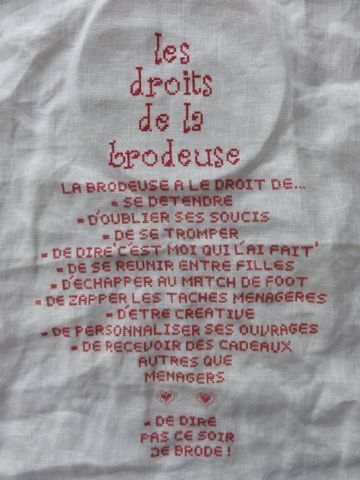 les
droits
de la
brodeuse
LA BRODEUSE A LE DROIT DE...
- SE DETENDRE
- D'OUBLIER SES SOUCIS
- DE SE TROMPER
- DE DIRE 'C'EST MOI QUI L'AI FAIT'
- DE SE REUNIR ENTRE FILLES
- D'ECHAPPER AU MATCH DE FOOT
- DE ZAPPER LES TACHES MENAGERES
- D'ETRE CREATIVE
- DE PERSONNALISER SES OUVRAGES
- DE RECEVOIR DES CADEAUX
AUTRES QUE
MENAGERS
- DE DIRE
PAS CE SOIR
JE BRODE !